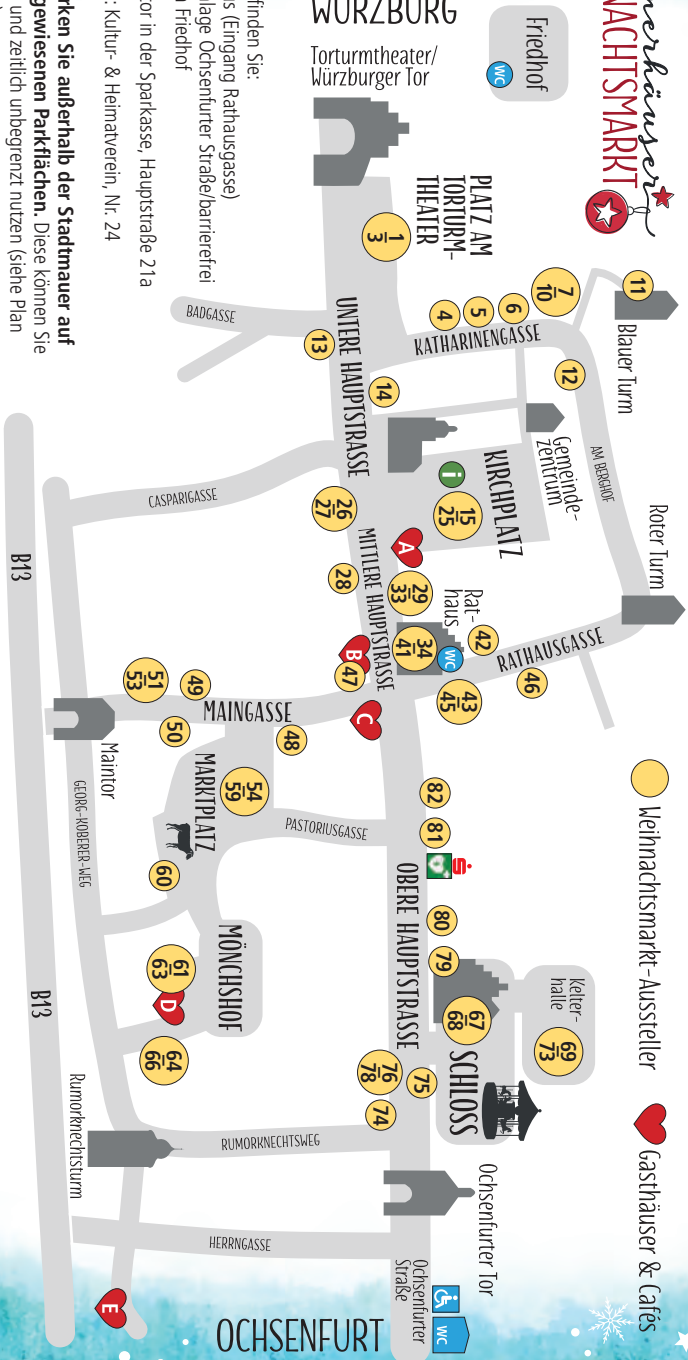 nerhäuser
NACHTSMARKT
Weihnachtsmarkt-Aussteller
Gasthäuser & Cafés
Friedhof
WC
WÜRZBURG
Torturmtheater/
Würzburger Tor
PLATZ AM
TORTURM-
THEATER
1–3
11
Blauer Turm
7–10
6
5
4
KATHARINENGASSE
12
AM BERGHOF
Roter Turm
Gemeinde-
zentrum
KIRCHPLATZ
i
15–25
BADGASSE
13
UNTERE HAUPTSTRASSE
14
CASPARIGASSE
26–27
MITTLERE HAUPTSTRASSE
28
A
29–33
Rat-
haus
34–41
WC
42
RATHAUSGASSE
46
43–45
B
47
C
MAINGASSE
48
49
50
51–53
Maintor
MARKTPLATZ
54–59
PASTORIUSGASSE
60
GEORG-KOBERER-WEG
82
81
OBERE HAUPTSTRASSE
80
79
67–68
SCHLOSS
Kelter-
halle
69–73
MÖNCHSHOF
61–63
D
64–66
76–78
75
74
RUMORKNECHTSWEG
Rumorknechtsturm
Ochsenfurter Tor
HERRNGASSE
Ochsenfurter
Straße
WC
E
OCHSENFURT
B13
B13
finden Sie:
s (Eingang Rathausgasse)
lage Ochsenfurter Straße/barrierefrei
Friedhof
tor in der Sparkasse, Hauptstraße 21a
: Kultur- & Heimatverein, Nr. 24
rken Sie außerhalb der Stadtmauer auf
gewiesenen Parkflächen. Diese können Sie
und zeitlich unbegrenzt nutzen (siehe Plan